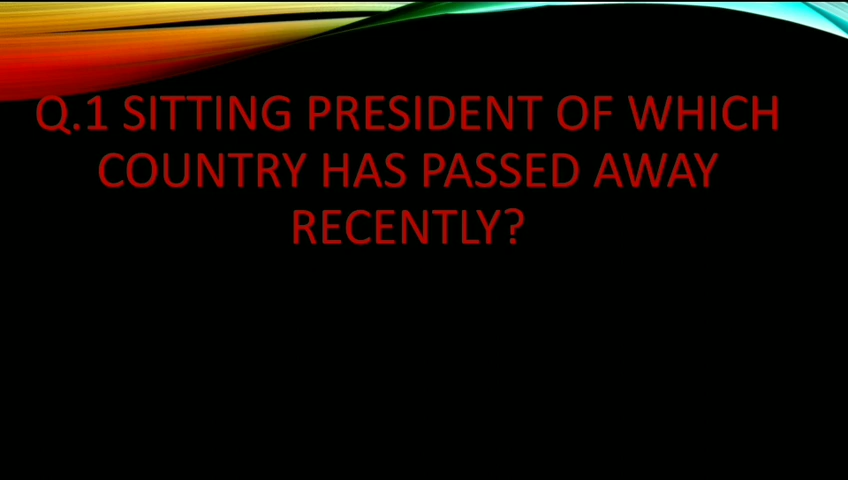 Q.1 SITTING PRESIDENT OF WHICH
COUNTRY HAS PASSED AWAY
RECENTLY?